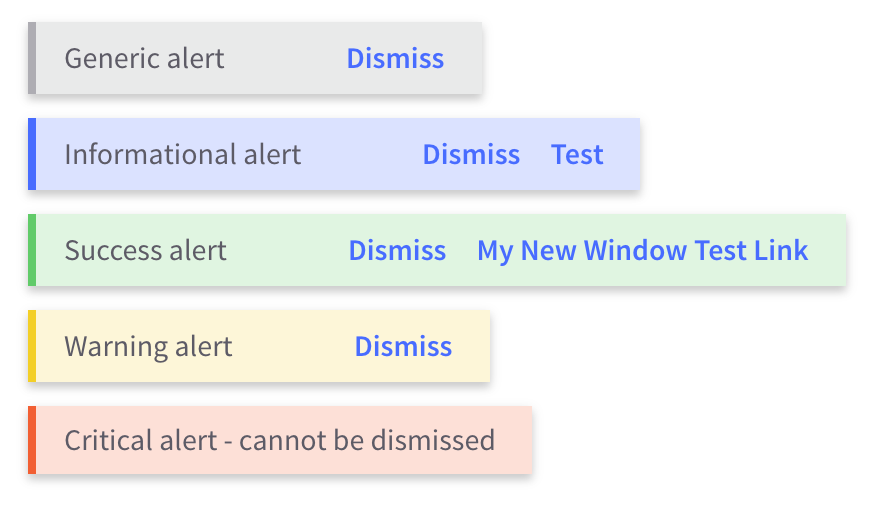 Generic alert Dismiss
Informational alert Dismiss Test
Success alert Dismiss My New Window Test Link
Warning alert Dismiss
Critical alert - cannot be dismissed